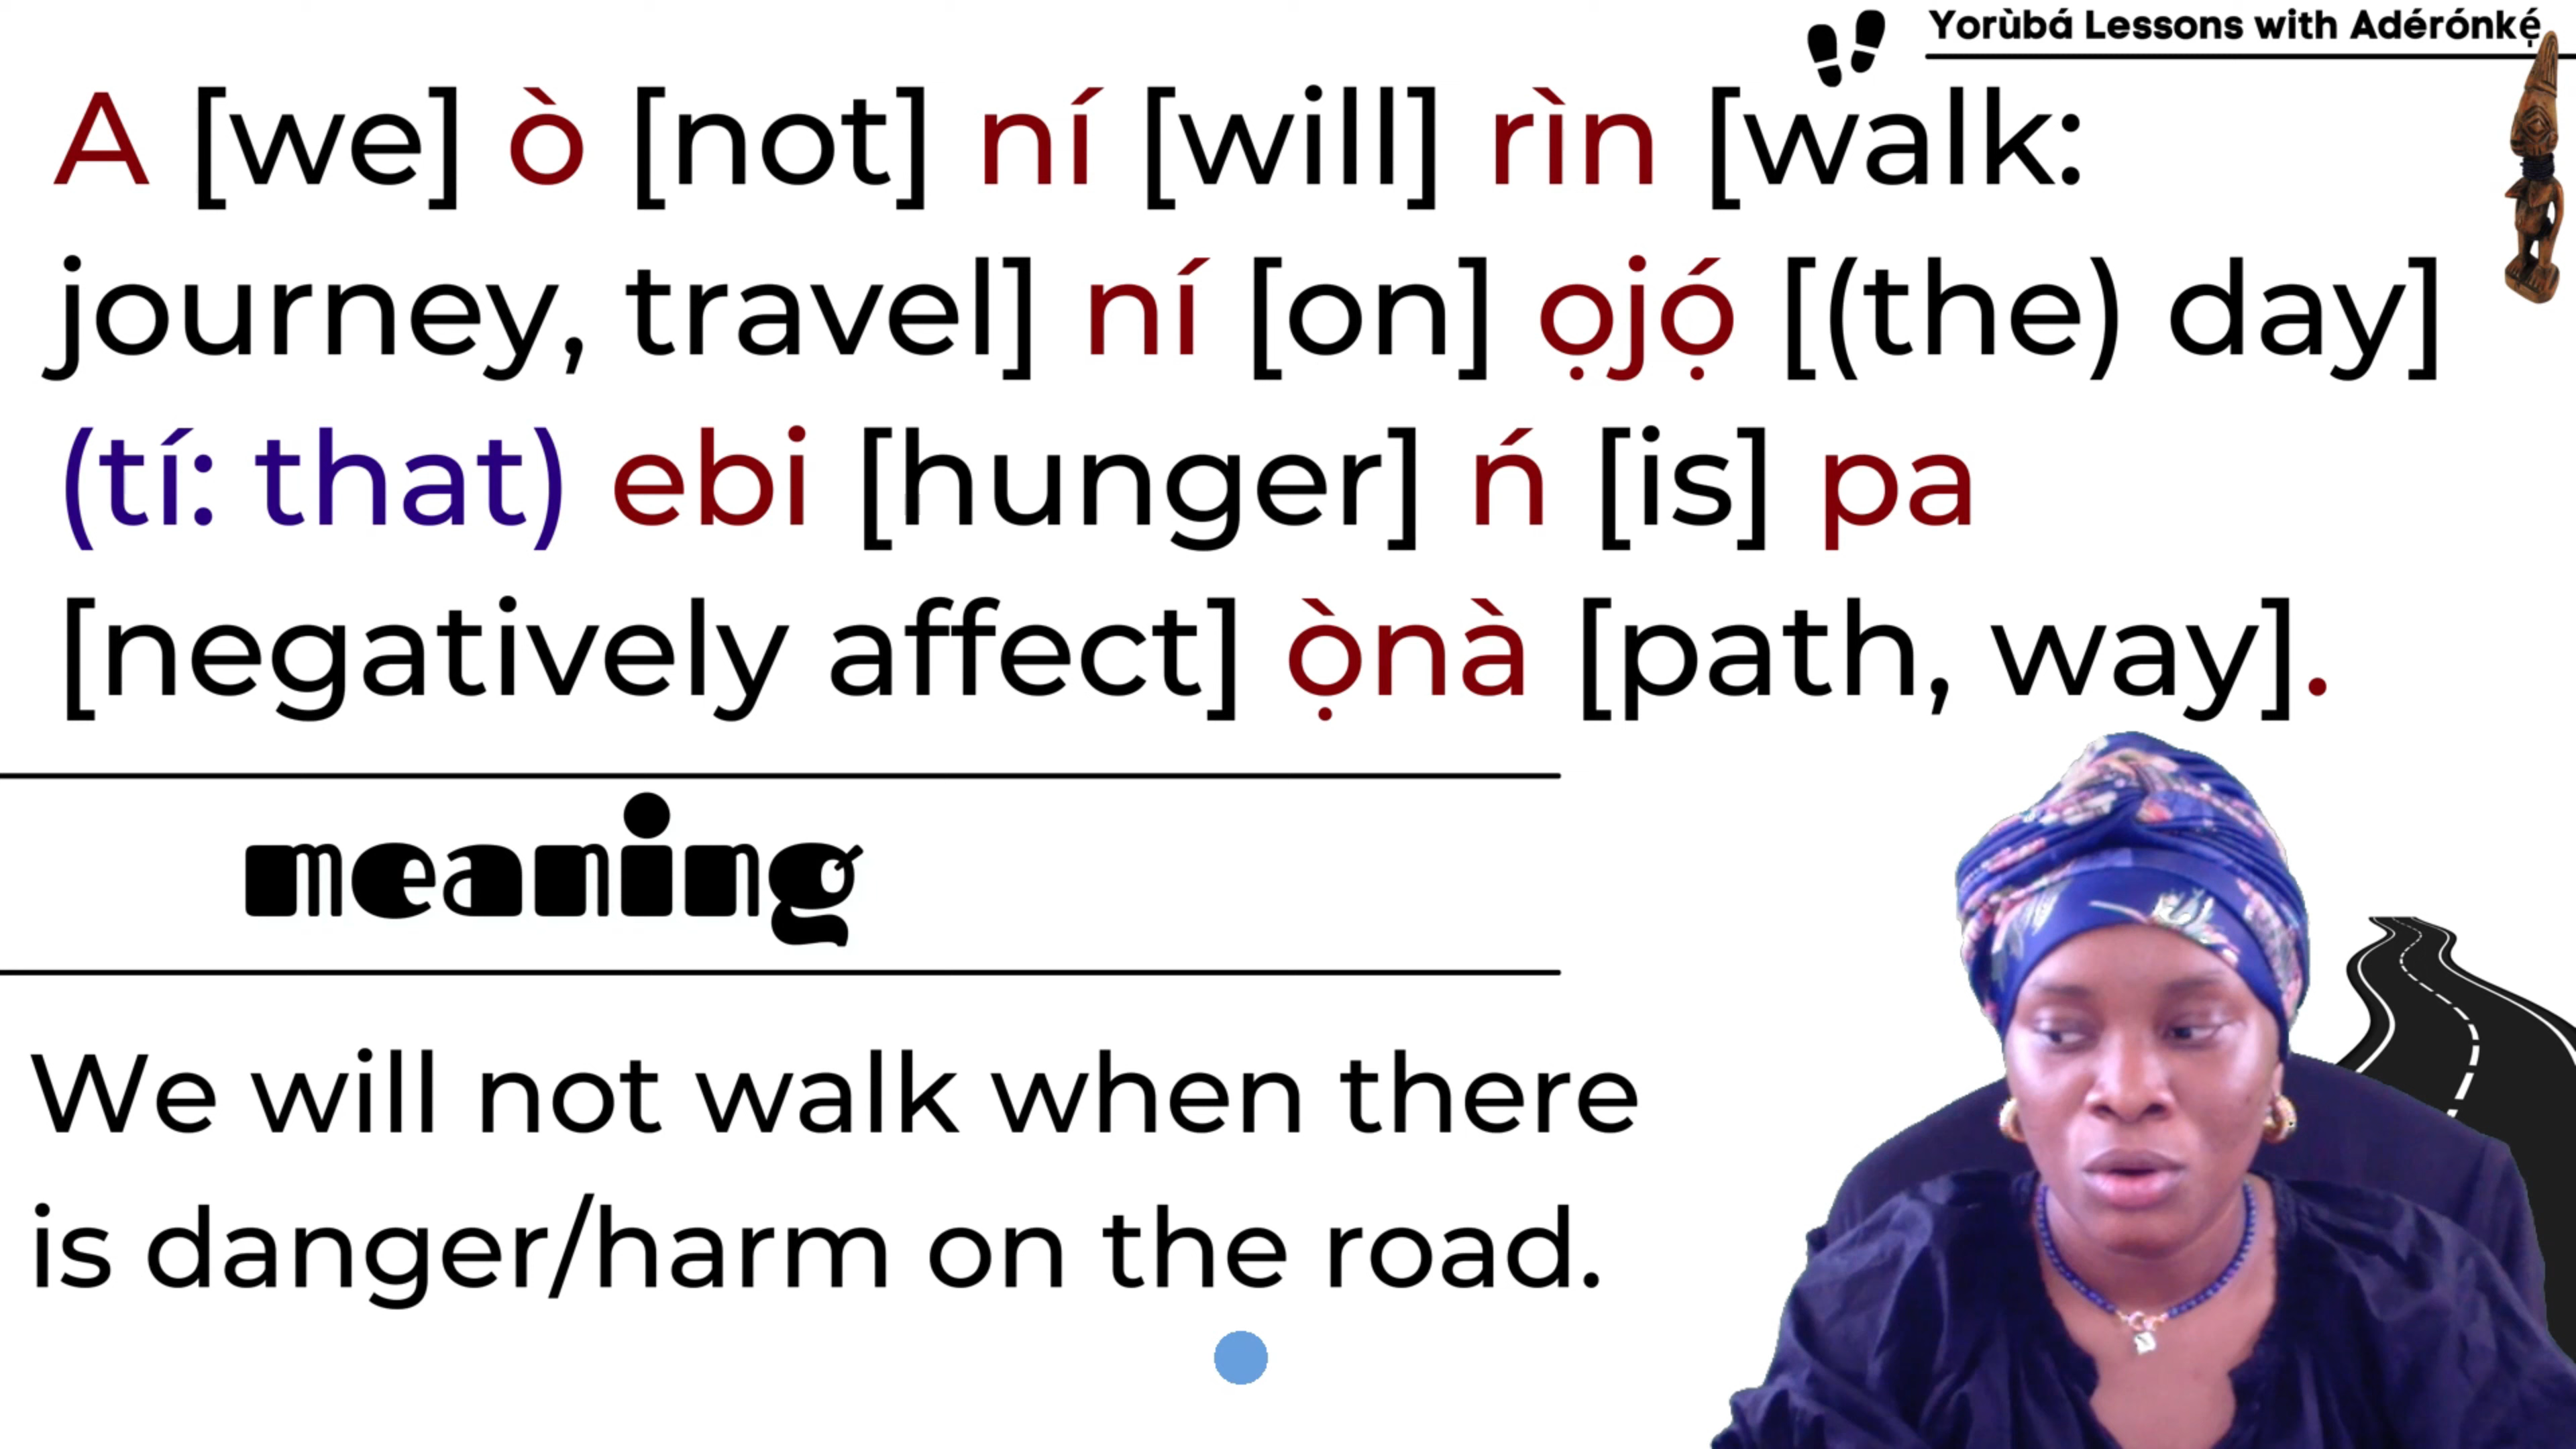 Yorùbá Lessons with Adérónkẹ́
A [we] ò [not] ní [will] rìn [walk:
journey, travel] ní [on] ọjọ́ [(the) day]
(tí: that) ebi [hunger] ń [is] pa
[negatively affect] ọ̀nà [path, way].
meaning
We will not walk when there
is danger/harm on the road.